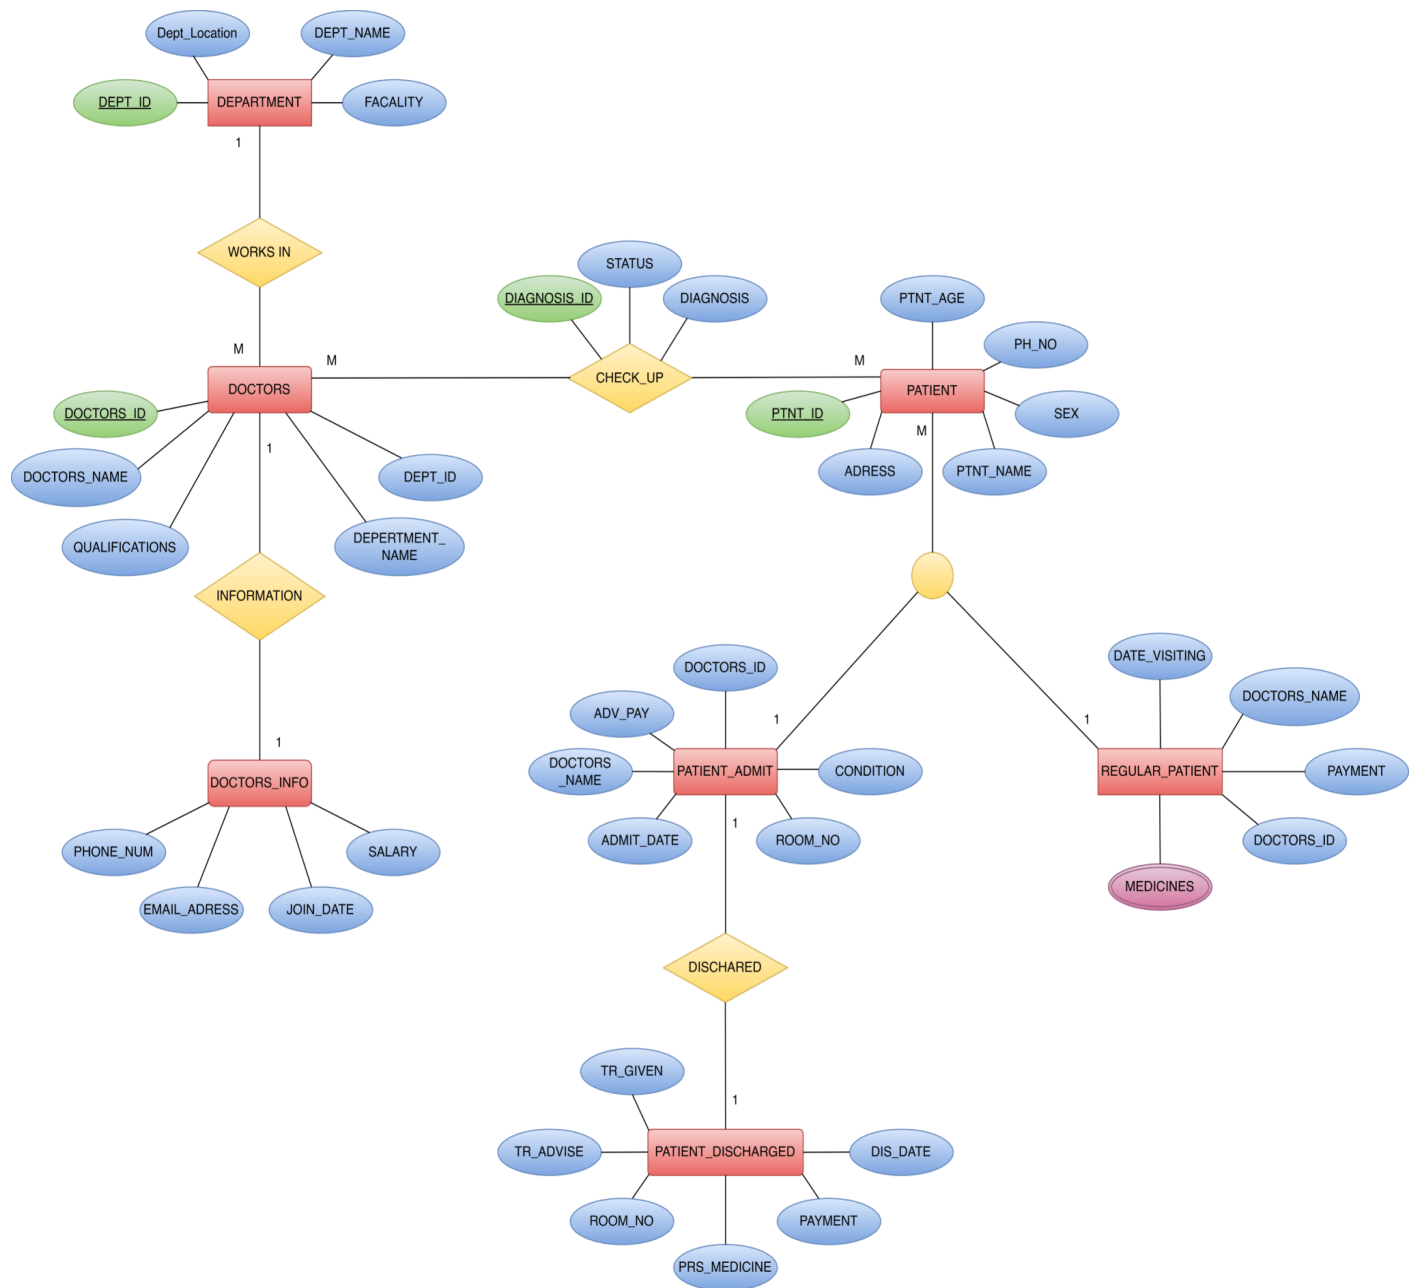 Dept_Location
DEPT_NAME
DEPT_ID
DEPARTMENT
FACALITY
1
WORKS IN
STATUS
DIAGNOSIS_ID
DIAGNOSIS
PTNT_AGE
PH_NO
M
M
M
DOCTORS
CHECK_UP
PATIENT
DOCTORS_ID
PTNT_ID
SEX
M
1
DOCTORS_NAME
DEPT_ID
ADRESS
PTNT_NAME
QUALIFICATIONS
DEPERTMENT_
NAME
INFORMATION
DOCTORS_ID
DATE_VISITING
DOCTORS_NAME
ADV_PAY
1
1
1
DOCTORS_INFO
DOCTORS
_NAME
PATIENT_ADMIT
CONDITION
REGULAR_PATIENT
PAYMENT
1
PHONE_NUM
SALARY
ADMIT_DATE
ROOM_NO
DOCTORS_ID
MEDICINES
EMAIL_ADRESS
JOIN_DATE
DISCHARED
TR_GIVEN
1
TR_ADVISE
PATIENT_DISCHARGED
DIS_DATE
ROOM_NO
PAYMENT
PRS_MEDICINE